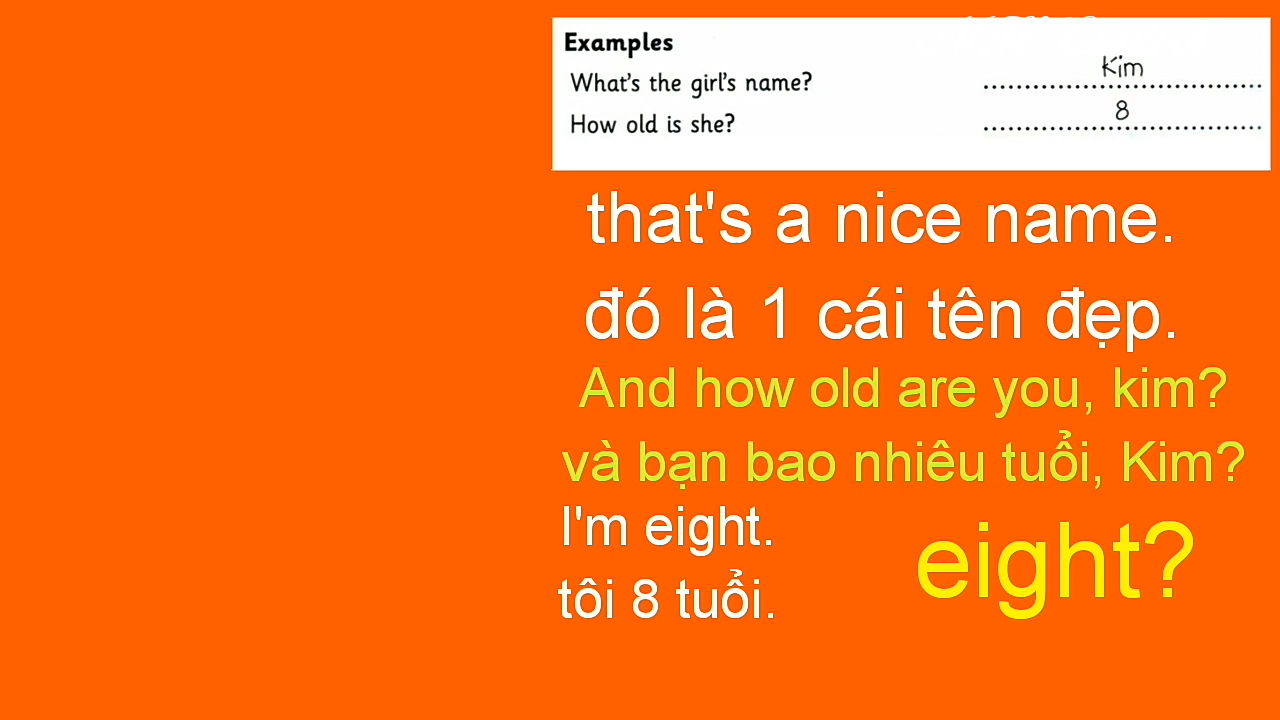 Examples
What's the girl's name? Kim
How old is she? 8
that's a nice name.
đó là 1 cái tên đẹp.
And how old are you, kim?
và bạn bao nhiêu tuổi, Kim?
I'm eight.
eight?
tôi 8 tuổi.